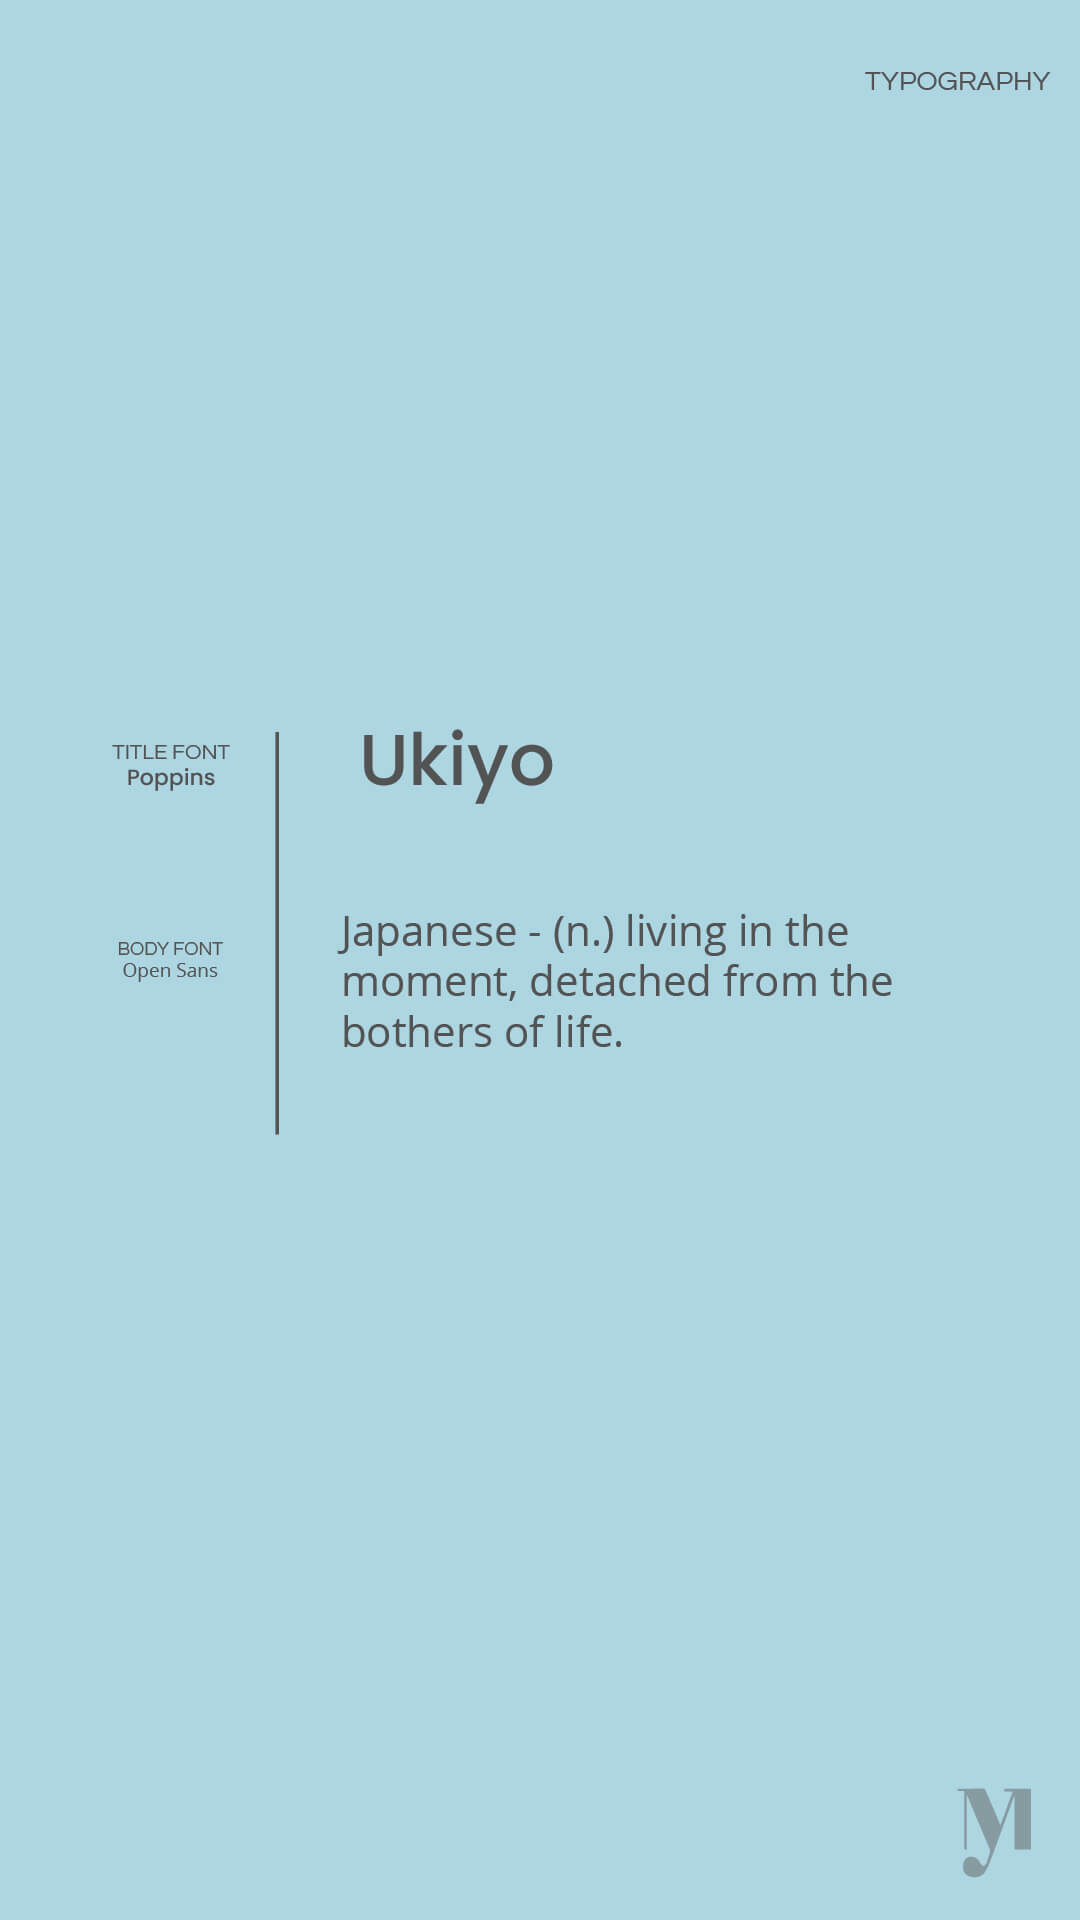 TYPOGRAPHY
TITLE FONT
Poppins
Ukiyo
BODY FONT
Open Sans
Japanese - (n.) living in the
moment, detached from the
bothers of life.